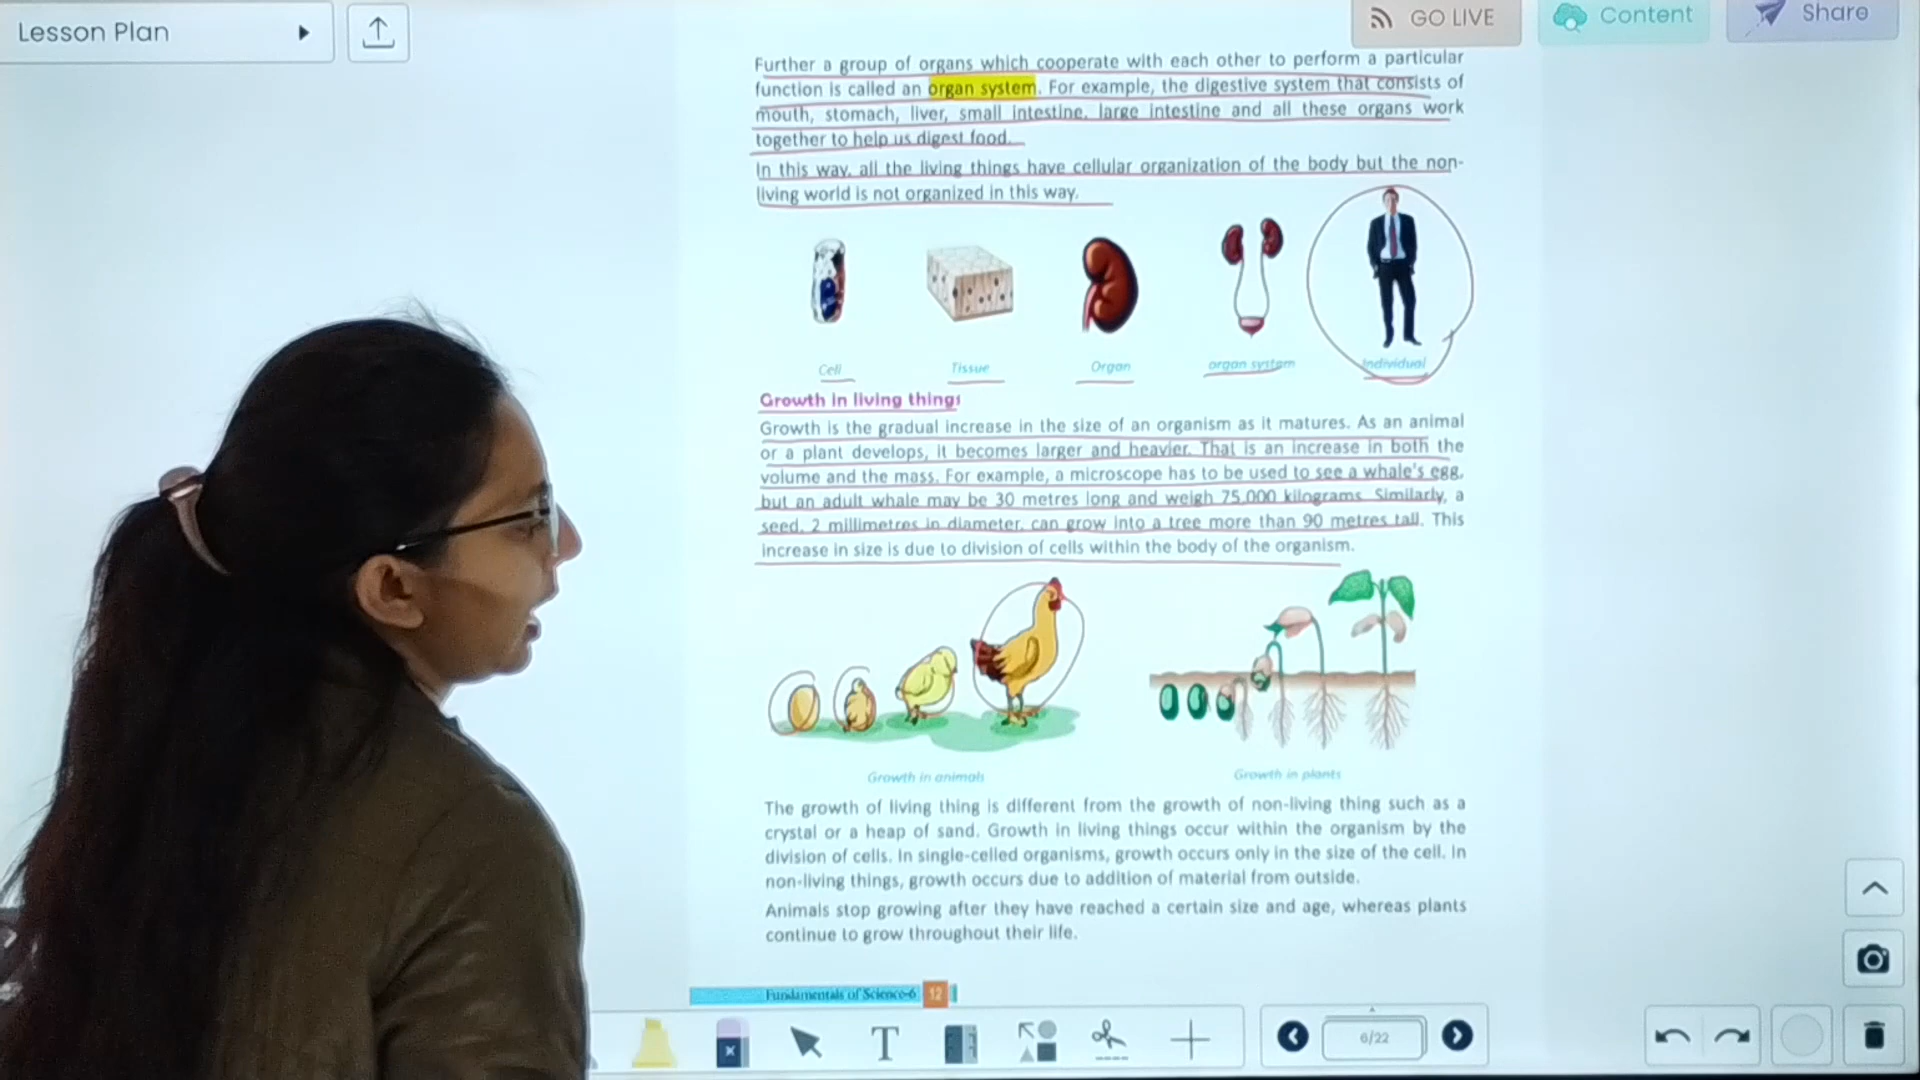 Lesson Plan
GO LIVE
Content
Share
Further a group of organs which cooperate with each other to perform a particular
function is called an organ system. For example, the digestive system that consists of
mouth, stomach, liver, small intestine, large intestine and all these organs work
together to help us digest food.
In this way, all the living things have cellular organization of the body but the non-
living world is not organized in this way.
Cell
Tissue
Organ
organ system
Individual
Growth in living things
Growth is the gradual increase in the size of an organism as it matures. As an animal
or a plant develops, it becomes larger and heavier. That is an increase in both the
volume and the mass. For example, a microscope has to be used to see a whale's egg,
but an adult whale may be 30 metres long and weigh 75,000 kilograms. Similarly, a
seed, 2 millimetres in diameter, can grow into a tree more than 90 metres tall. This
increase in size is due to division of cells within the body of the organism.
Growth in animals
Growth in plants
The growth of living thing is different from the growth of non-living thing such as a
crystal or a heap of sand. Growth in living things occur within the organism by the
division of cells. In single-celled organisms, growth occurs only in the size of the cell. In
non-living things, growth occurs due to addition of material from outside.
Animals stop growing after they have reached a certain size and age, whereas plants
continue to grow throughout their life.
Fundamentals of Science-6 12
T
6/22